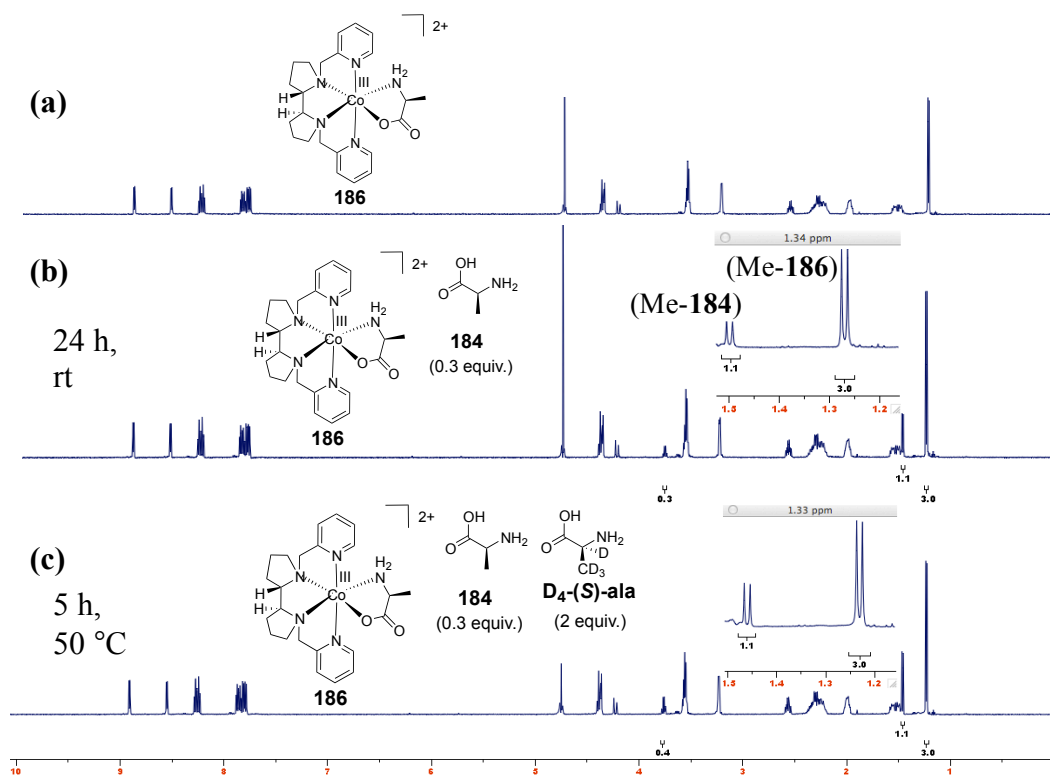 (a)
2+
N
N
III
NH2
Co
H
H
N
O
O
N
186
(b)
24 h,
rt
2+
N
N
III
H2
N
Co
H
H
N
O
O
N
186
OH
O
NH2
184
(0.3 equiv.)
1.34 ppm
(Me-186)
(Me-184)
1.1
3.0
1.5 1.4 1.3 1.2
0.3
1.1
3.0
(c)
5 h,
50 °C
2+
N
N
III
H2
N
Co
H
H
N
O
O
N
186
OH
O
NH2
184
(0.3 equiv.)
OH
O
NH2
D
CD3
D4-(S)-ala
(2 equiv.)
1.33 ppm
1.1
3.0
1.5 1.4 1.3 1.2
0.4
1.1
3.0
10 9 8 7 6 5 4 3 2 1